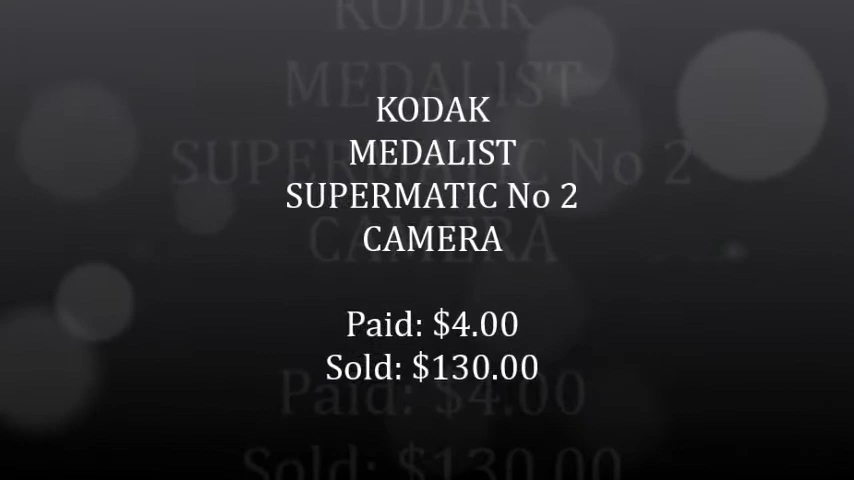 KODAK
MEDALIST
SUPERMATIC No 2
CAMERA
Paid: $4.00
Sold: $130.00